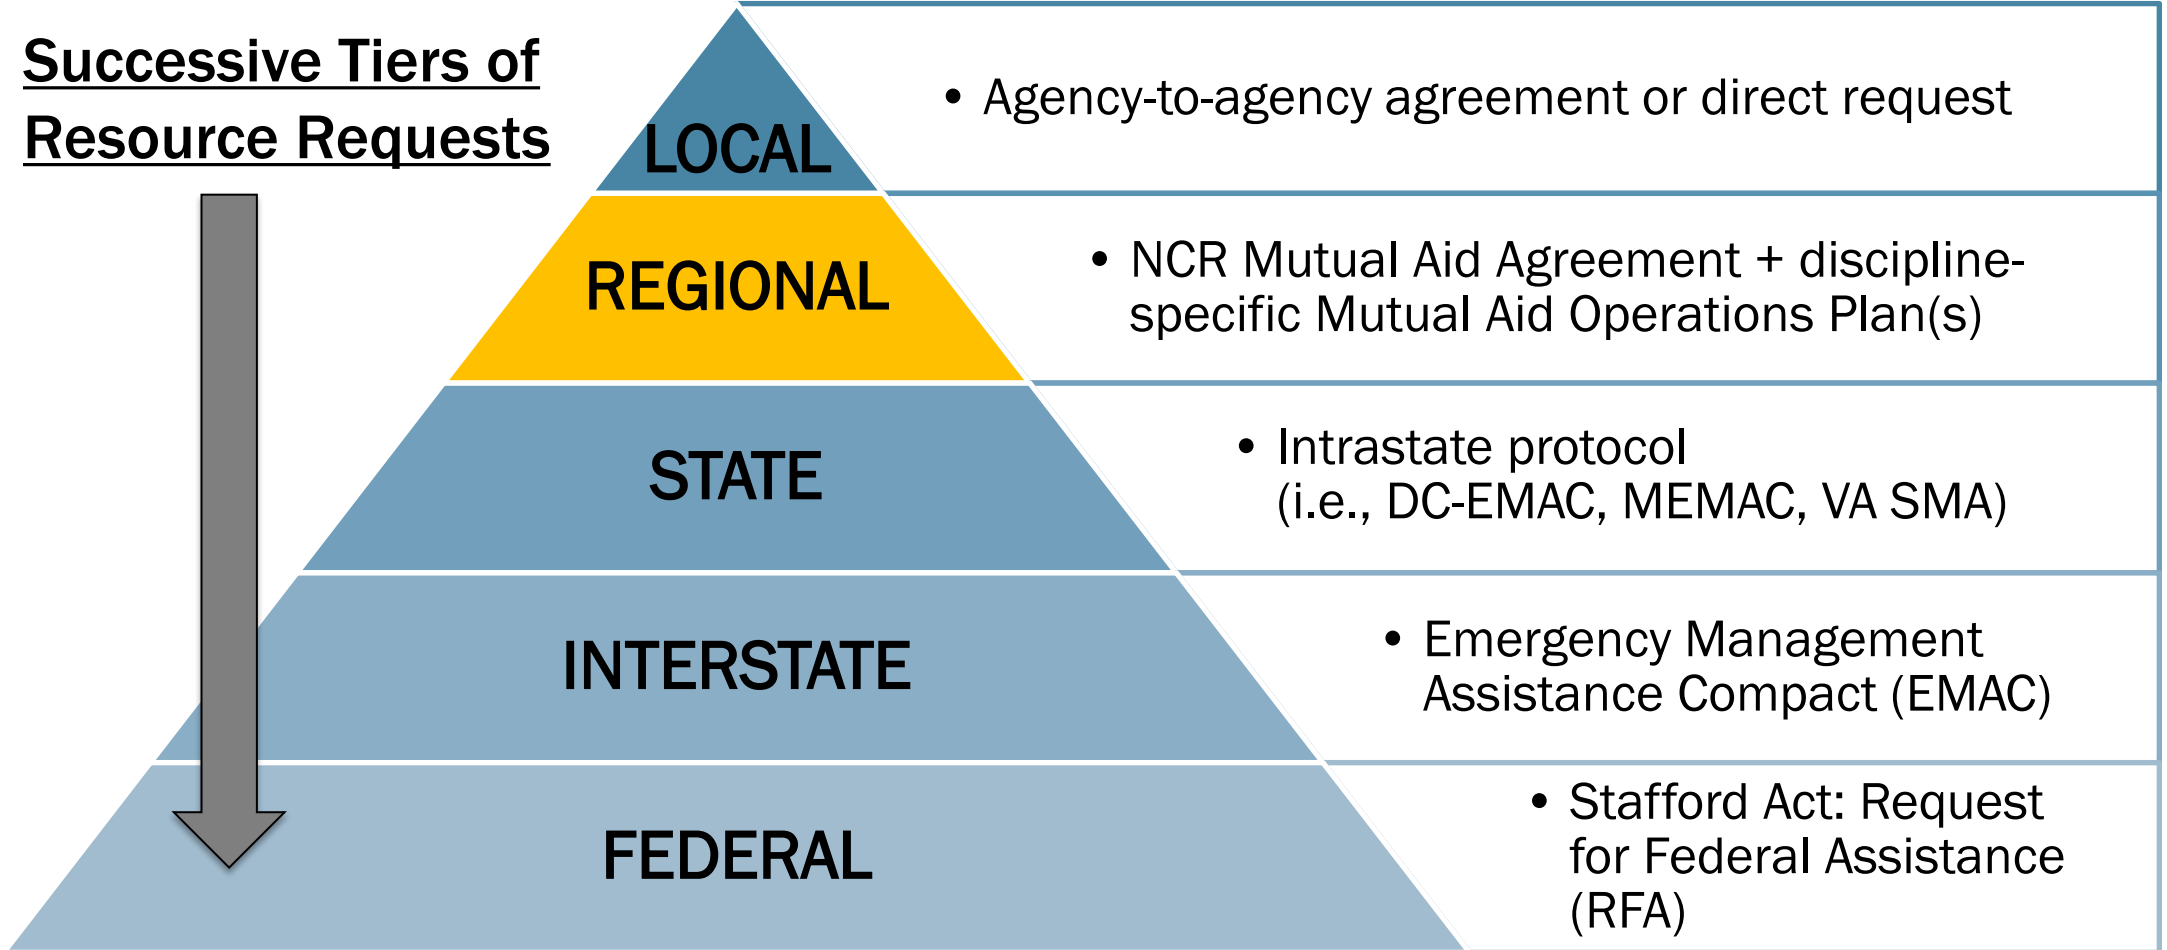 Successive Tiers of
Resource Requests
LOCAL
• Agency-to-agency agreement or direct request
REGIONAL
• NCR Mutual Aid Agreement + discipline-
specific Mutual Aid Operations Plan(s)
STATE
• Intrastate protocol
(i.e., DC-EMAC, MEMAC, VA SMA)
INTERSTATE
• Emergency Management
Assistance Compact (EMAC)
FEDERAL
• Stafford Act: Request
for Federal Assistance
(RFA)